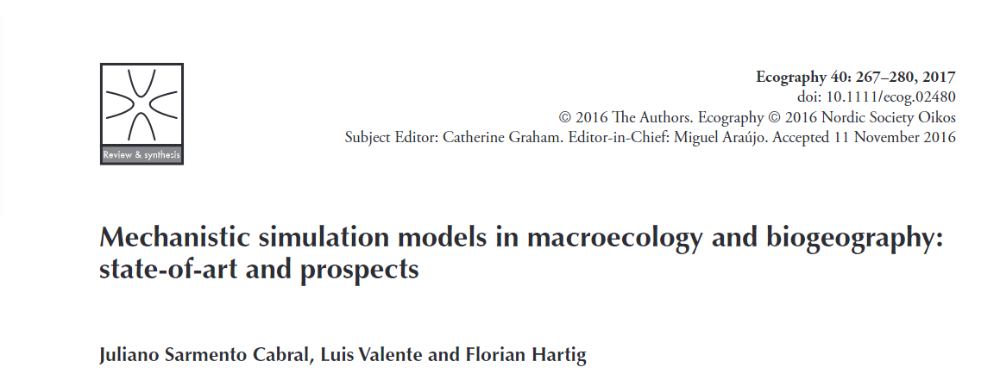 Review & synthesis
Ecography 40: 267–280, 2017
doi: 10.1111/ecog.02480
© 2016 The Authors. Ecography © 2016 Nordic Society Oikos
Subject Editor: Catherine Graham. Editor-in-Chief: Miguel Araújo. Accepted 11 November 2016
Mechanistic simulation models in macroecology and biogeography:
state-of-art and prospects
Juliano Sarmento Cabral, Luis Valente and Florian Hartig